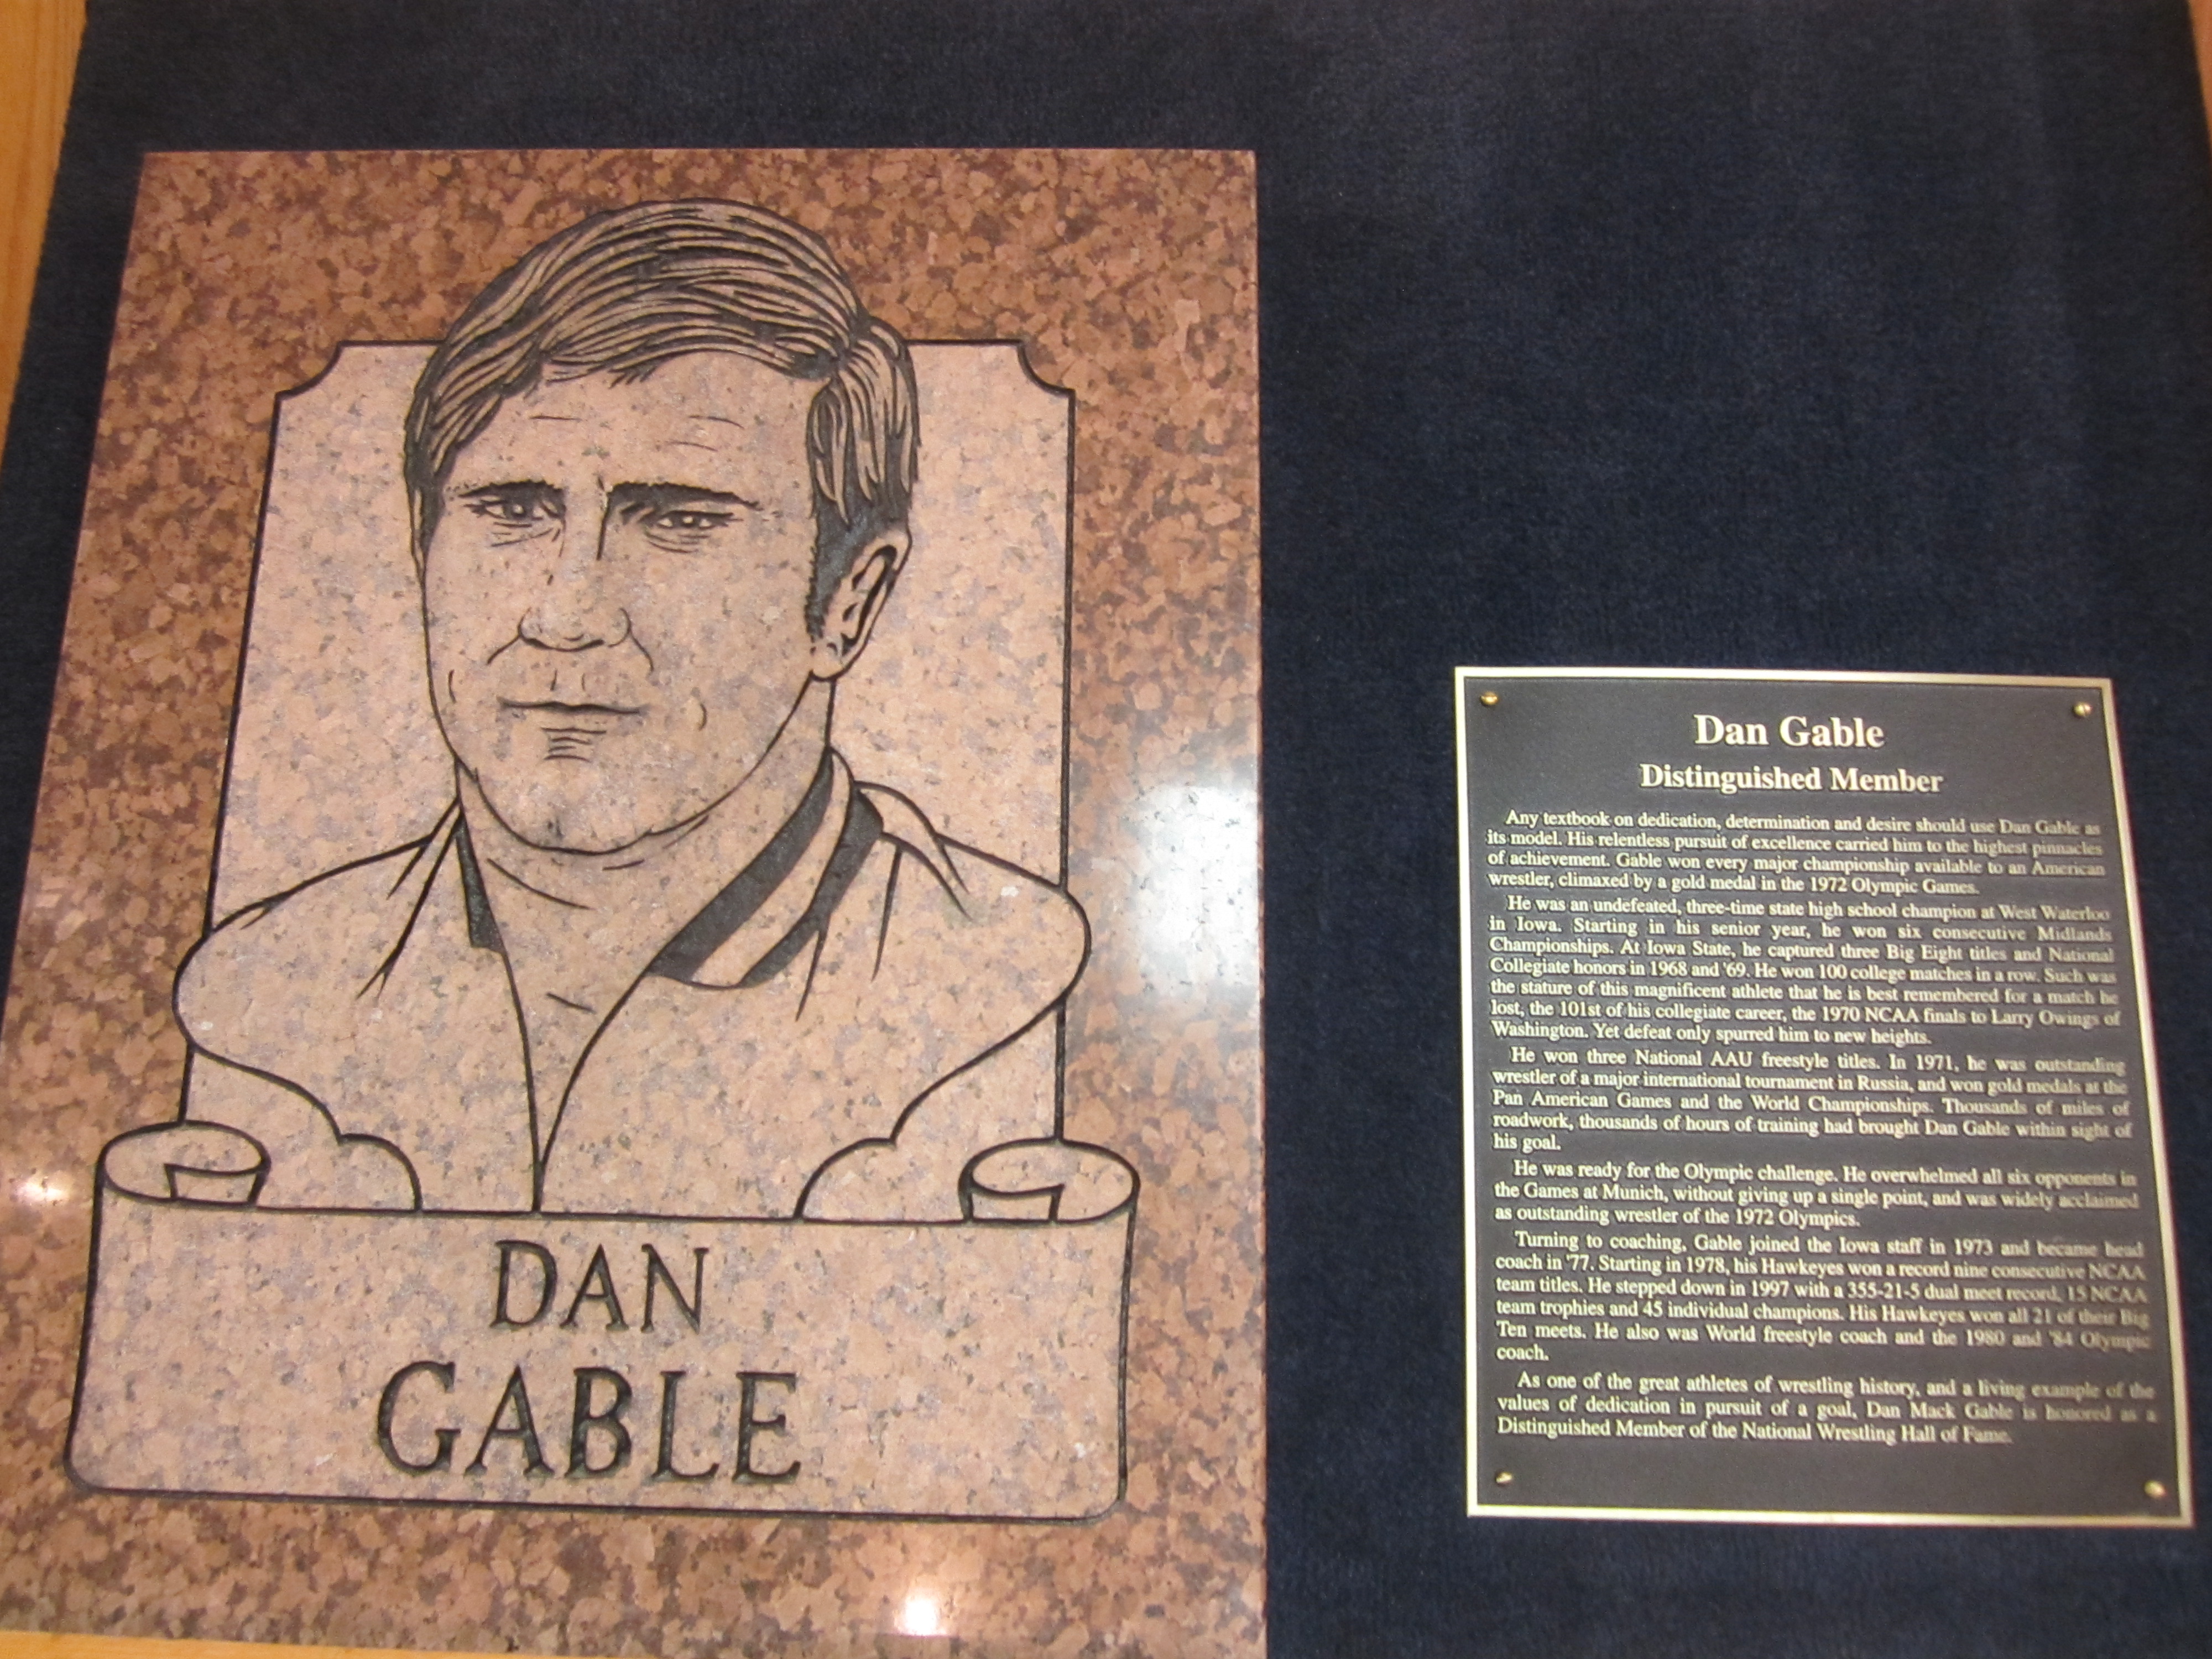 DAN
GABLE
Dan Gable
Distinguished Member
Any textbook on dedication, determination and desire should use Dan Gable as
its model. His relentless pursuit of excellence carried him to the highest pinnacles
of achievement. Gable won every major championship available to an American
wrestler, climaxed by a gold medal in the 1972 Olympic Games.
He was an undefeated, three-time state high school champion at West Waterloo
in Iowa. Starting in his senior year, he won six consecutive Midlands
Championships. At Iowa State, he captured three Big Eight titles and National
Collegiate honors in 1968 and '69. He won 100 college matches in a row. Such was
the stature of this magnificent athlete that he is best remembered for a match he
lost, the 101st of his collegiate career, the 1970 NCAA finals to Larry Owings of
Washington. Yet defeat only spurred him to new heights.
He won three National AAU freestyle titles. In 1971, he was outstanding
wrestler of a major international tournament in Russia, and won gold medals at the
Pan American Games and the World Championships. Thousands of miles of
roadwork, thousands of hours of training had brought Dan Gable within sight of
his goal.
He was ready for the Olympic challenge. He overwhelmed all six opponents in
the Games at Munich, without giving up a single point, and was widely acclaimed
as outstanding wrestler of the 1972 Olympics.
Turning to coaching, Gable joined the Iowa staff in 1973 and became head
coach in '77. Starting in 1978, his Hawkeyes won a record nine consecutive NCAA
team titles. He stepped down in 1997 with a 355-21-5 dual meet record, 15 NCAA
team trophies and 45 individual champions. His Hawkeyes won all 21 of their Big
Ten meets. He also was World freestyle coach and the 1980 and '84 Olympic
coach.
As one of the great athletes of wrestling history, and a living example of the
values of dedication in pursuit of a goal, Dan Mack Gable is honored as a
Distinguished Member of the National Wrestling Hall of Fame.